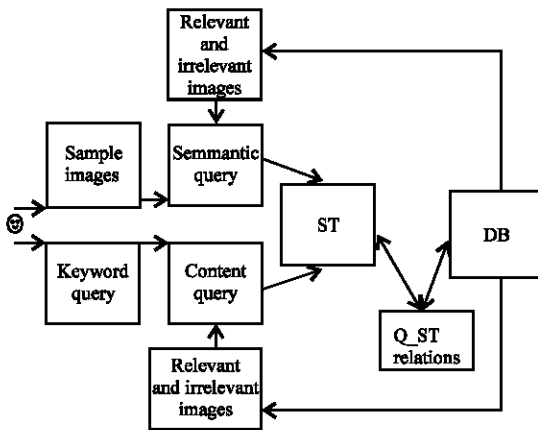 Relevant
and
irrelevant
images
Sample
images
Semmantic
query
ST
DB
Keyword
query
Content
query
Q_ST
relations
Relevant
and irrelevant
images